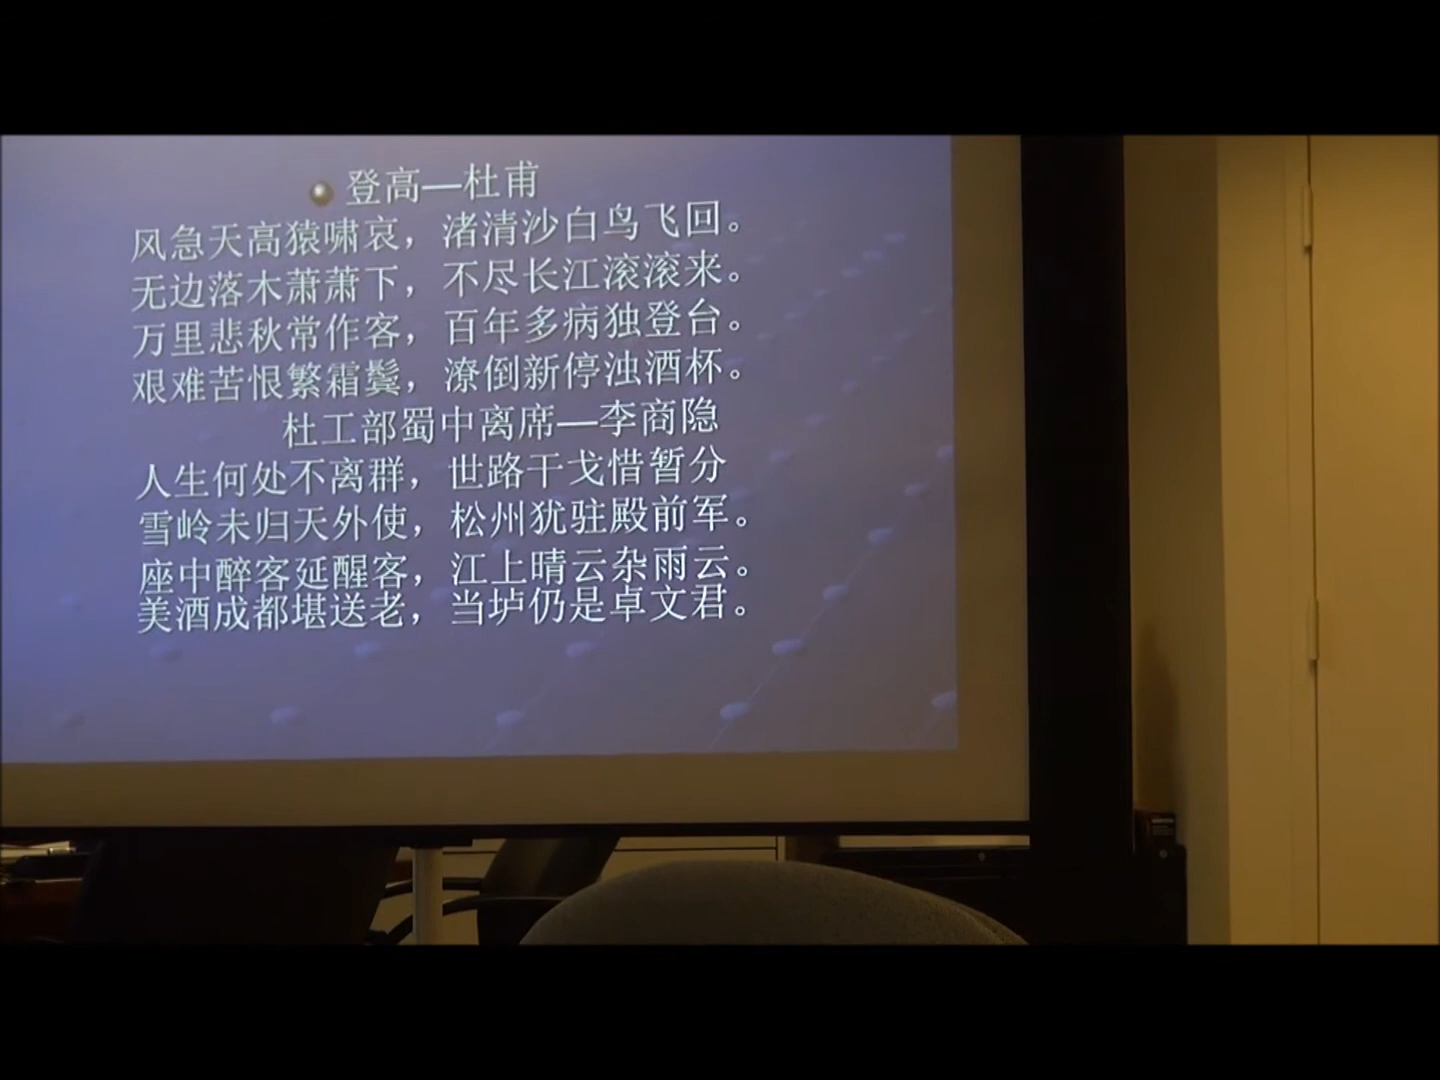 登高—杜甫
风急天高猿啸哀，渚清沙白鸟飞回。
无边落木萧萧下，不尽长江滚滚来。
万里悲秋常作客，百年多病独登台。
艰难苦恨繁霜鬓，潦倒新停浊酒杯。
杜工部蜀中离席—李商隐
人生何处不离群，世路干戈惜暂分
雪岭未归天外使，松州犹驻殿前军。
座中醉客延醒客，江上晴云杂雨云。
美酒成都堪送老，当垆仍是卓文君。